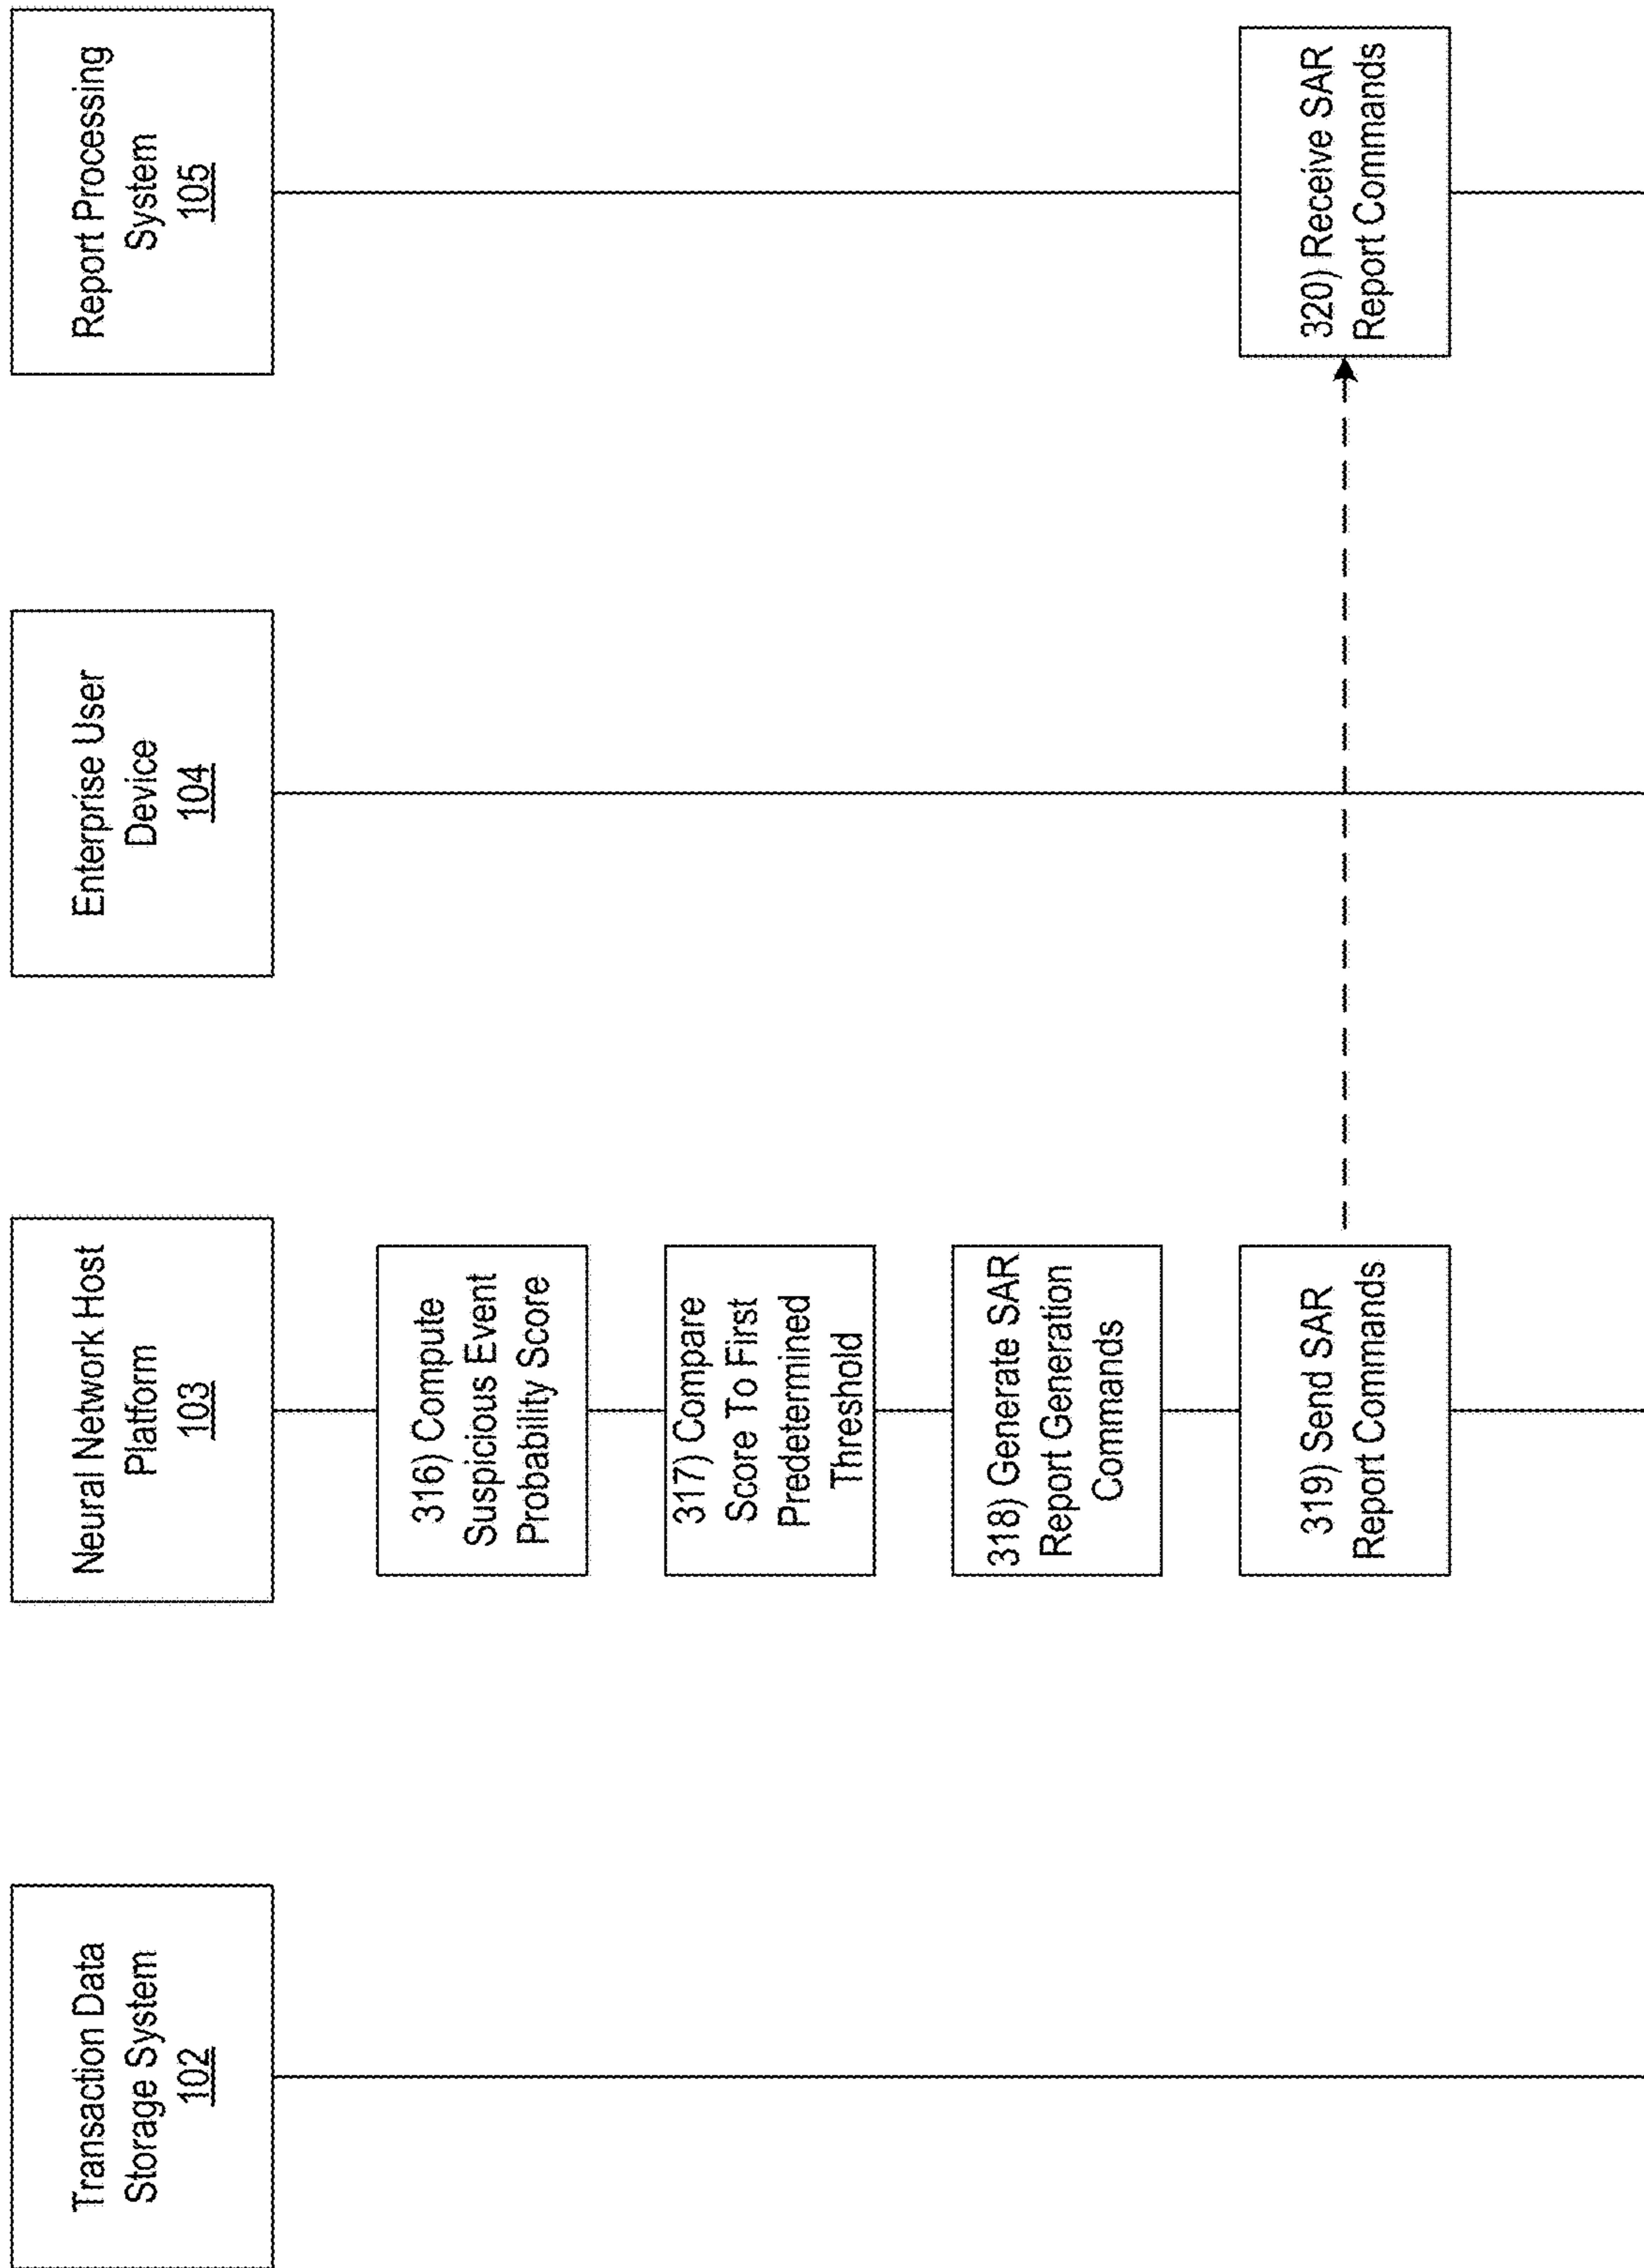 Transaction Data
Storage System
102
Neural Network Host
Platform
103
Enterprise User
Device
104
Report Processing
System
105
316) Compute
Suspicious Event
Probability Score
317) Compare
Score To First
Predetermined
Threshold
318) Generate SAR
Report Generation
Commands
319) Send SAR
Report Commands
320) Receive SAR
Report Commands